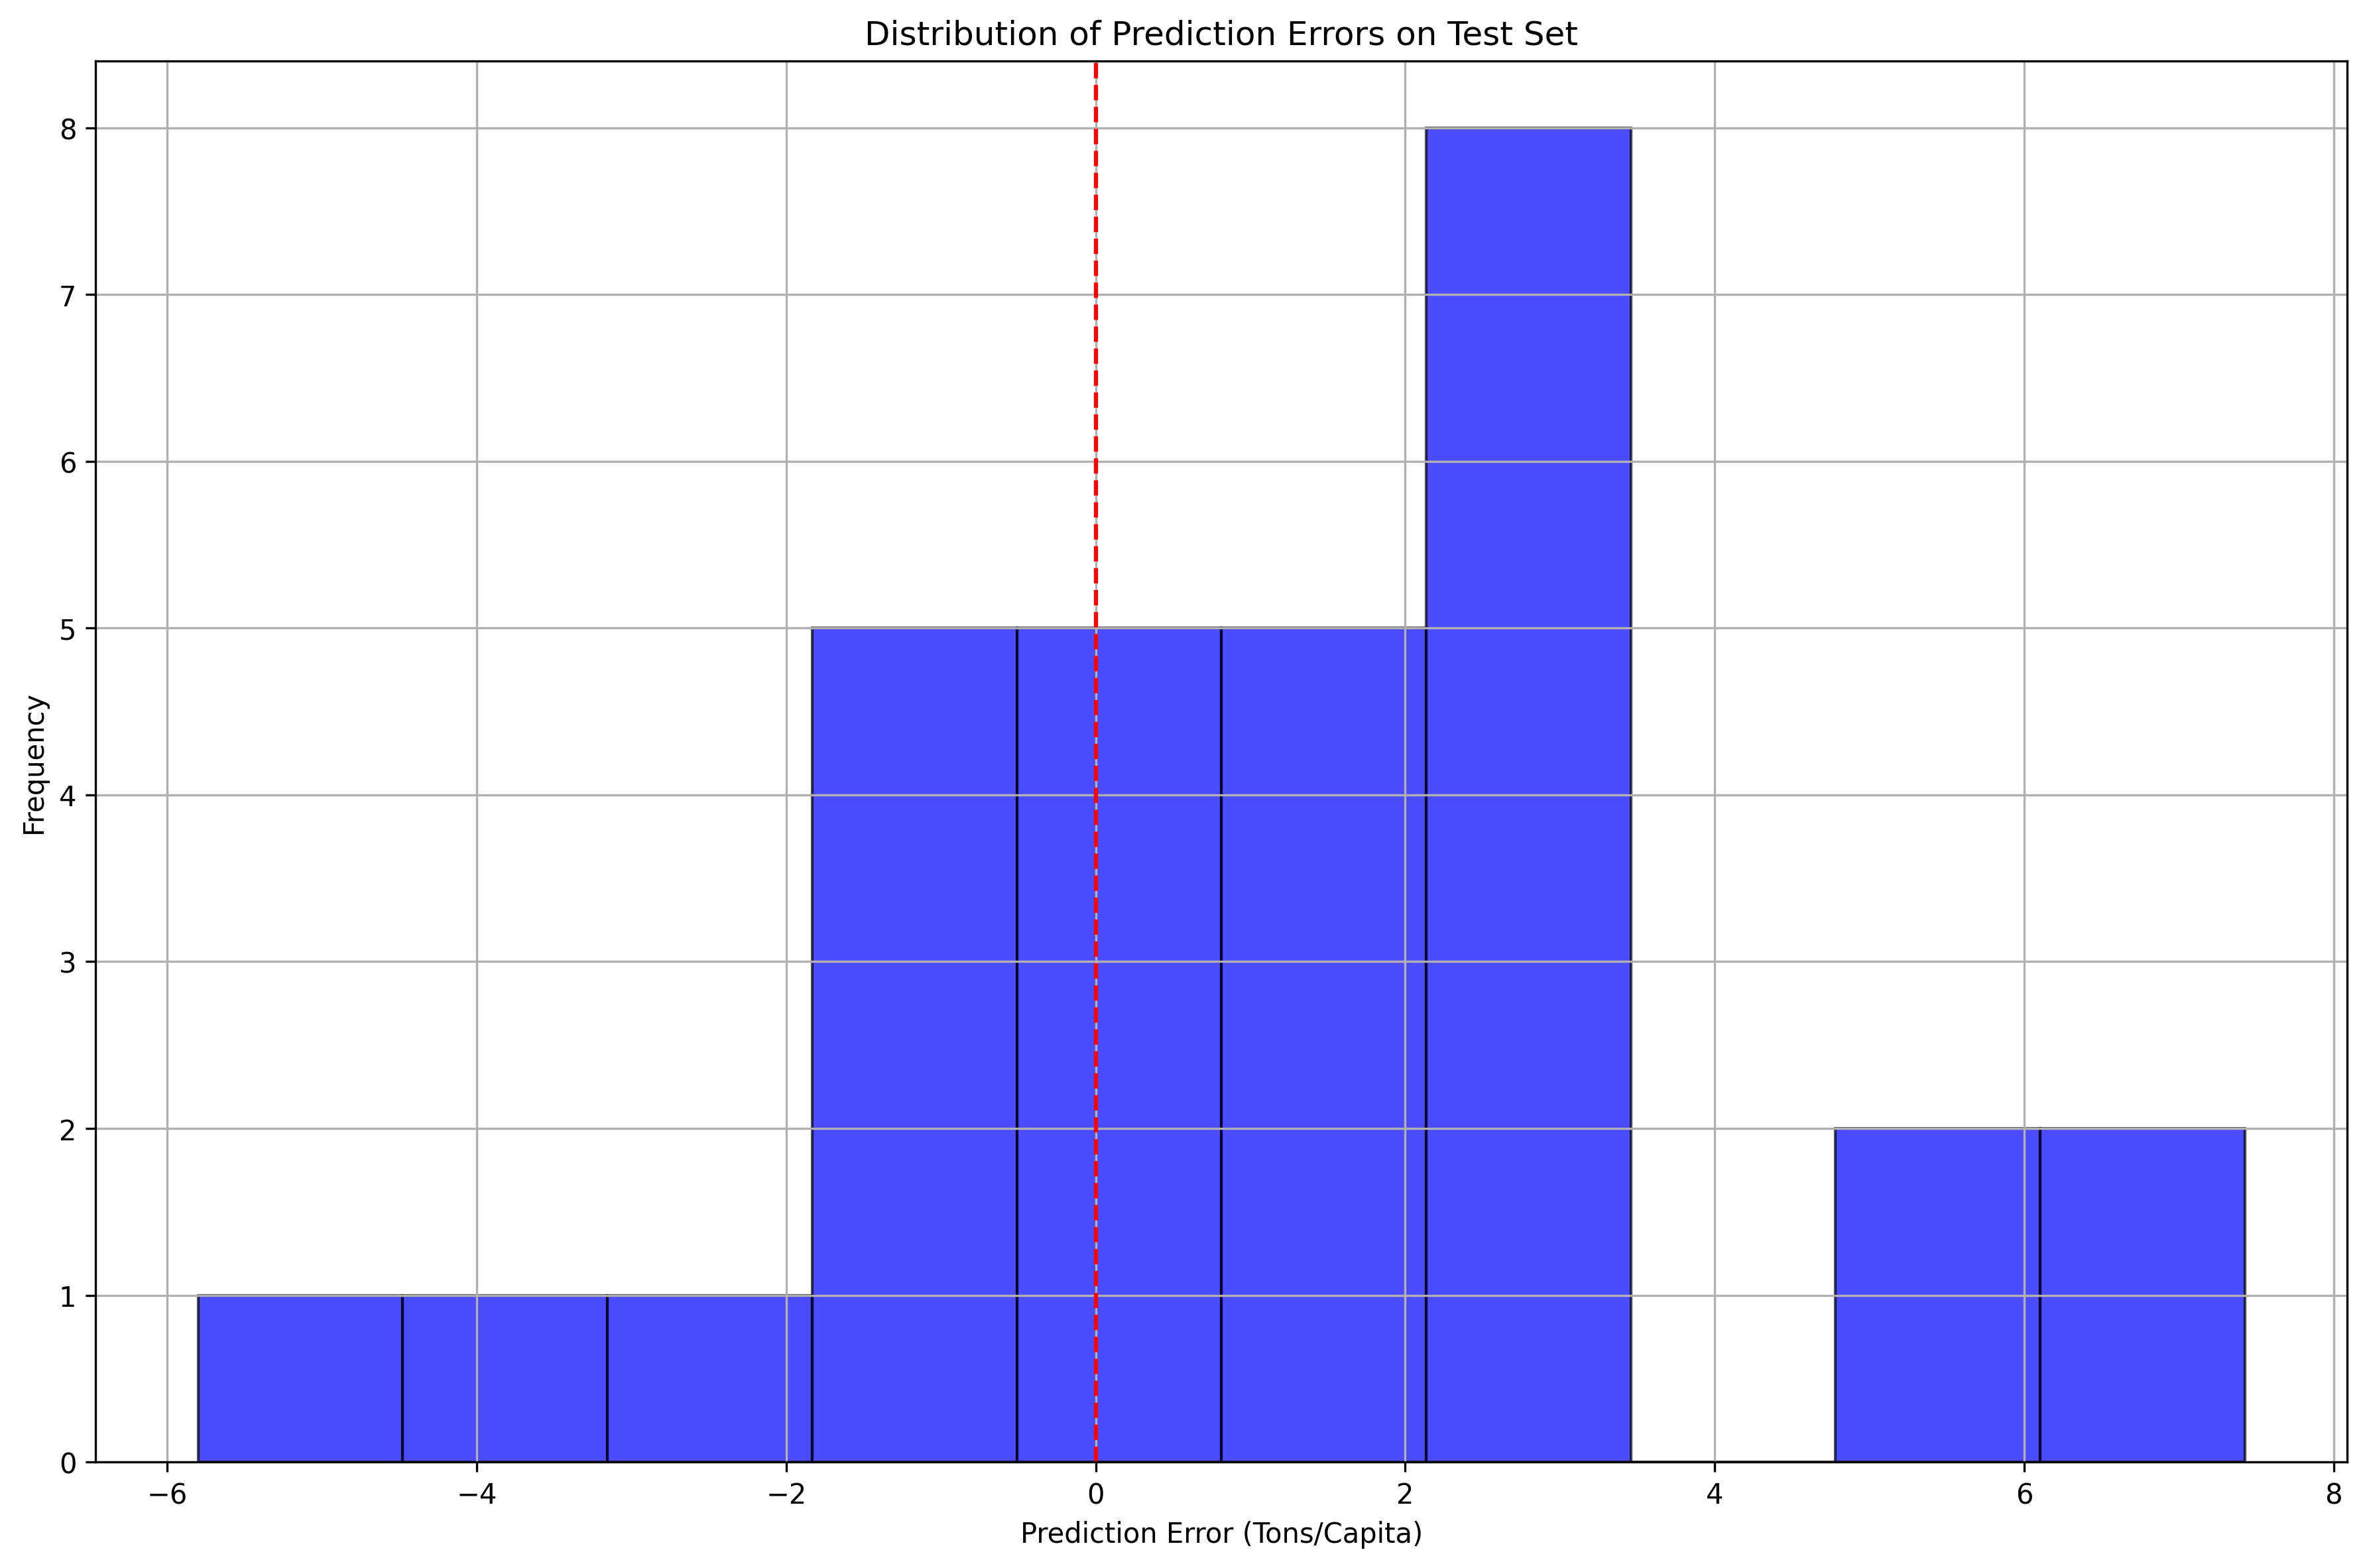 Distribution of Prediction Errors on Test Set
Frequency
8
7
6
5
4
3
2
1
0
−6 −4 −2 0 2 4 6 8
Prediction Error (Tons/Capita)